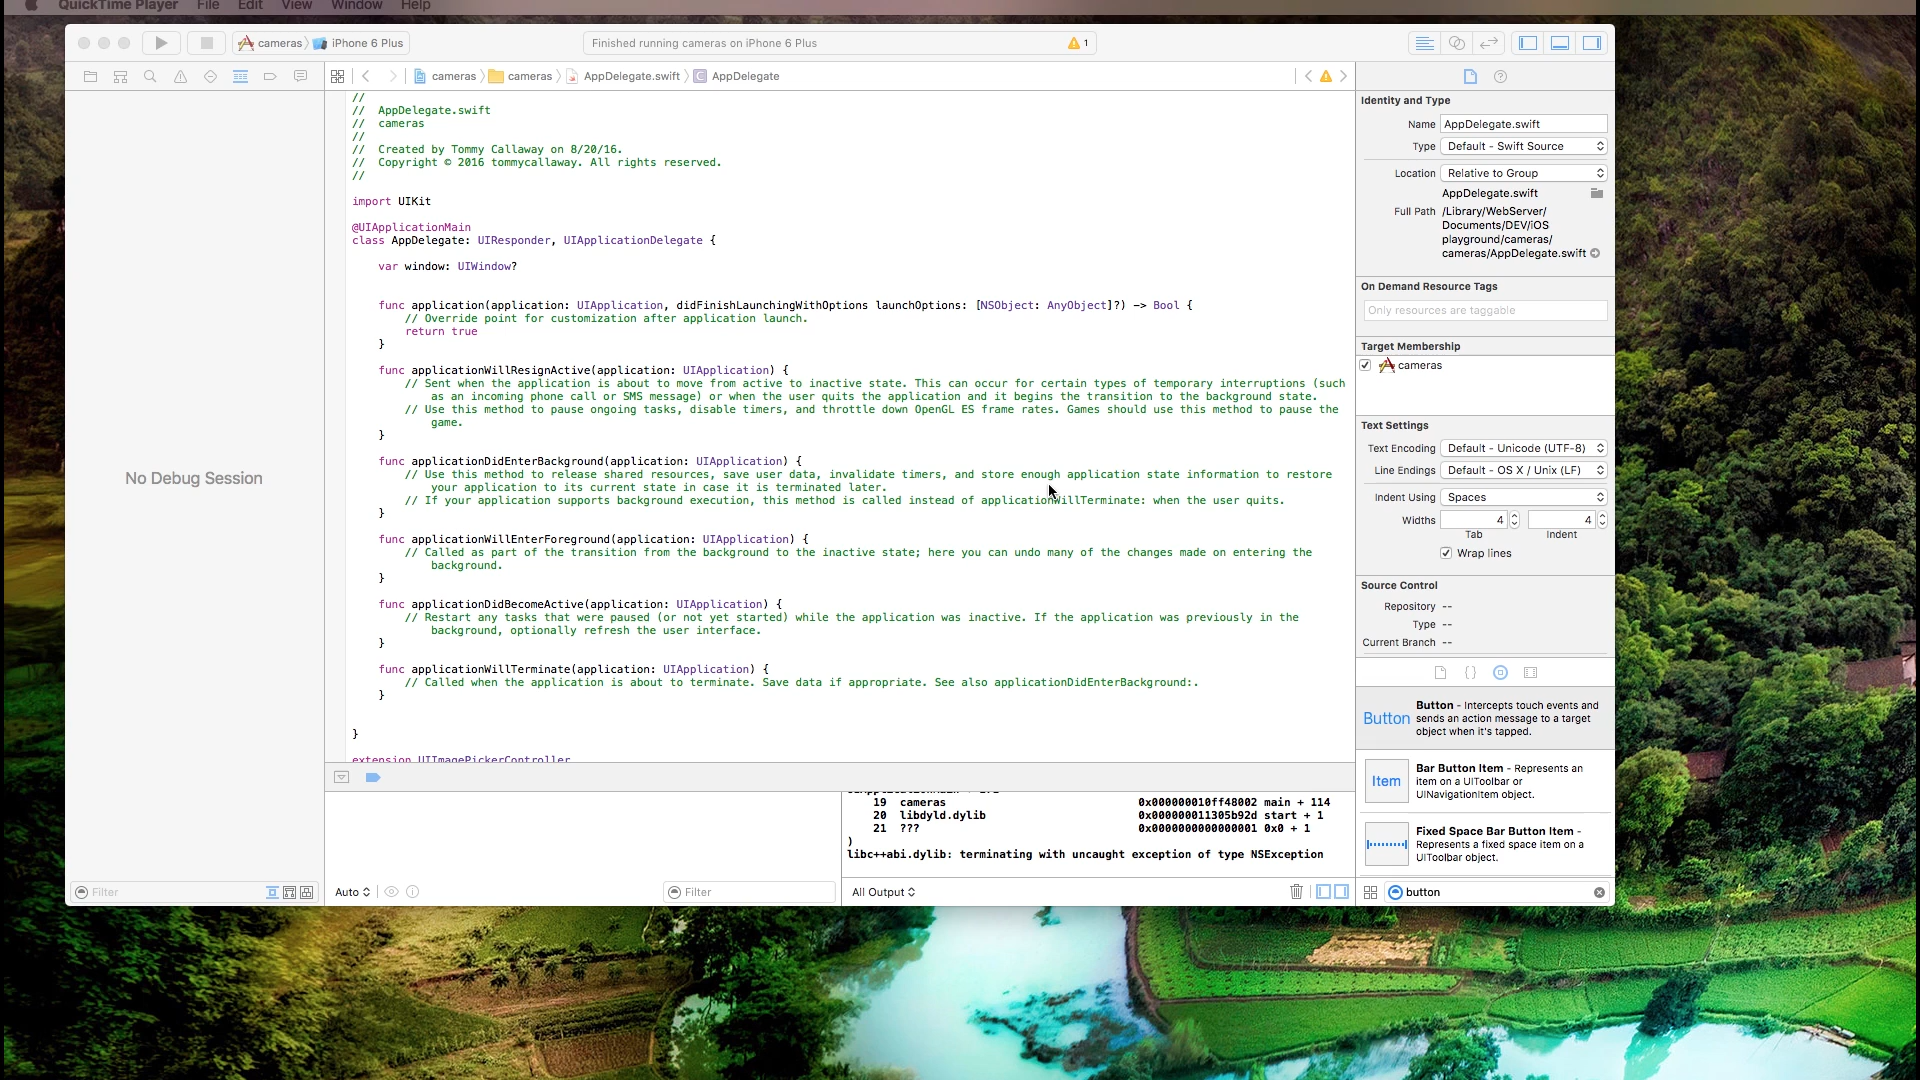 QuickTime Player File Edit View Window Help
cameras iPhone 6 Plus
Finished running cameras on iPhone 6 Plus
1
cameras cameras AppDelegate.swift C AppDelegate
No Debug Session
Filter
//
// AppDelegate.swift
// cameras
//
// Created by Tommy Callaway on 8/20/16.
// Copyright © 2016 tommycallaway. All rights reserved.
//
import UIKit
@UIApplicationMain
class AppDelegate: UIResponder, UIApplicationDelegate {
var window: UIWindow?
func application(application: UIApplication, didFinishLaunchingWithOptions launchOptions: [NSObject: AnyObject]?) -> Bool {
// Override point for customization after application launch.
return true
}
func applicationWillResignActive(application: UIApplication) {
// Sent when the application is about to move from active to inactive state. This can occur for certain types of temporary interruptions (such
as an incoming phone call or SMS message) or when the user quits the application and it begins the transition to the background state.
// Use this method to pause ongoing tasks, disable timers, and throttle down OpenGL ES frame rates. Games should use this method to pause the
game.
}
func applicationDidEnterBackground(application: UIApplication) {
// Use this method to release shared resources, save user data, invalidate timers, and store enough application state information to restore
your application to its current state in case it is terminated later.
// If your application supports background execution, this method is called instead of applicationWillTerminate: when the user quits.
}
func applicationWillEnterForeground(application: UIApplication) {
// Called as part of the transition from the background to the inactive state; here you can undo many of the changes made on entering the
background.
}
func applicationDidBecomeActive(application: UIApplication) {
// Restart any tasks that were paused (or not yet started) while the application was inactive. If the application was previously in the
background, optionally refresh the user interface.
}
func applicationWillTerminate(application: UIApplication) {
// Called when the application is about to terminate. Save data if appropriate. See also applicationDidEnterBackground:.
}
}
extension UIImagePickerController
19 cameras 0x000000010ff48002 main + 114
20 libdyld.dylib 0x000000011305b92d start + 1
21 ??? 0x0000000000000001 0x0 + 1
)
libc++abi.dylib: terminating with uncaught exception of type NSException
Auto
Filter
All Output
Identity and Type
Name AppDelegate.swift
Type Default - Swift Source
Location Relative to Group
AppDelegate.swift
Full Path /Library/WebServer/
Documents/DEV/iOS
playground/cameras/
cameras/AppDelegate.swift
On Demand Resource Tags
Only resources are taggable
Target Membership
cameras
Text Settings
Text Encoding Default - Unicode (UTF-8)
Line Endings Default - OS X / Unix (LF)
Indent Using Spaces
Widths 4 4
Tab Indent
Wrap lines
Source Control
Repository --
Type --
Current Branch --
{}
Button
Button - Intercepts touch events and
sends an action message to a target
object when it's tapped.
Item
Bar Button Item - Represents an
item on a UIToolbar or
UINavigationItem object.
Fixed Space Bar Button Item -
Represents a fixed space item on a
UIToolbar object.
button